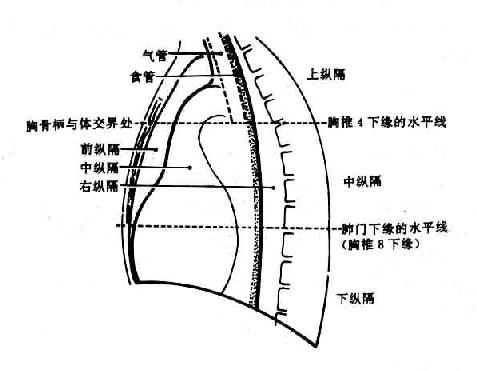 气管
食管
上纵隔
胸骨柄与体交界处
胸椎4下缘的水平线
前纵隔
中纵隔
右纵隔
中纵隔
肺门下缘的水平线
(胸椎8下缘)
下纵隔